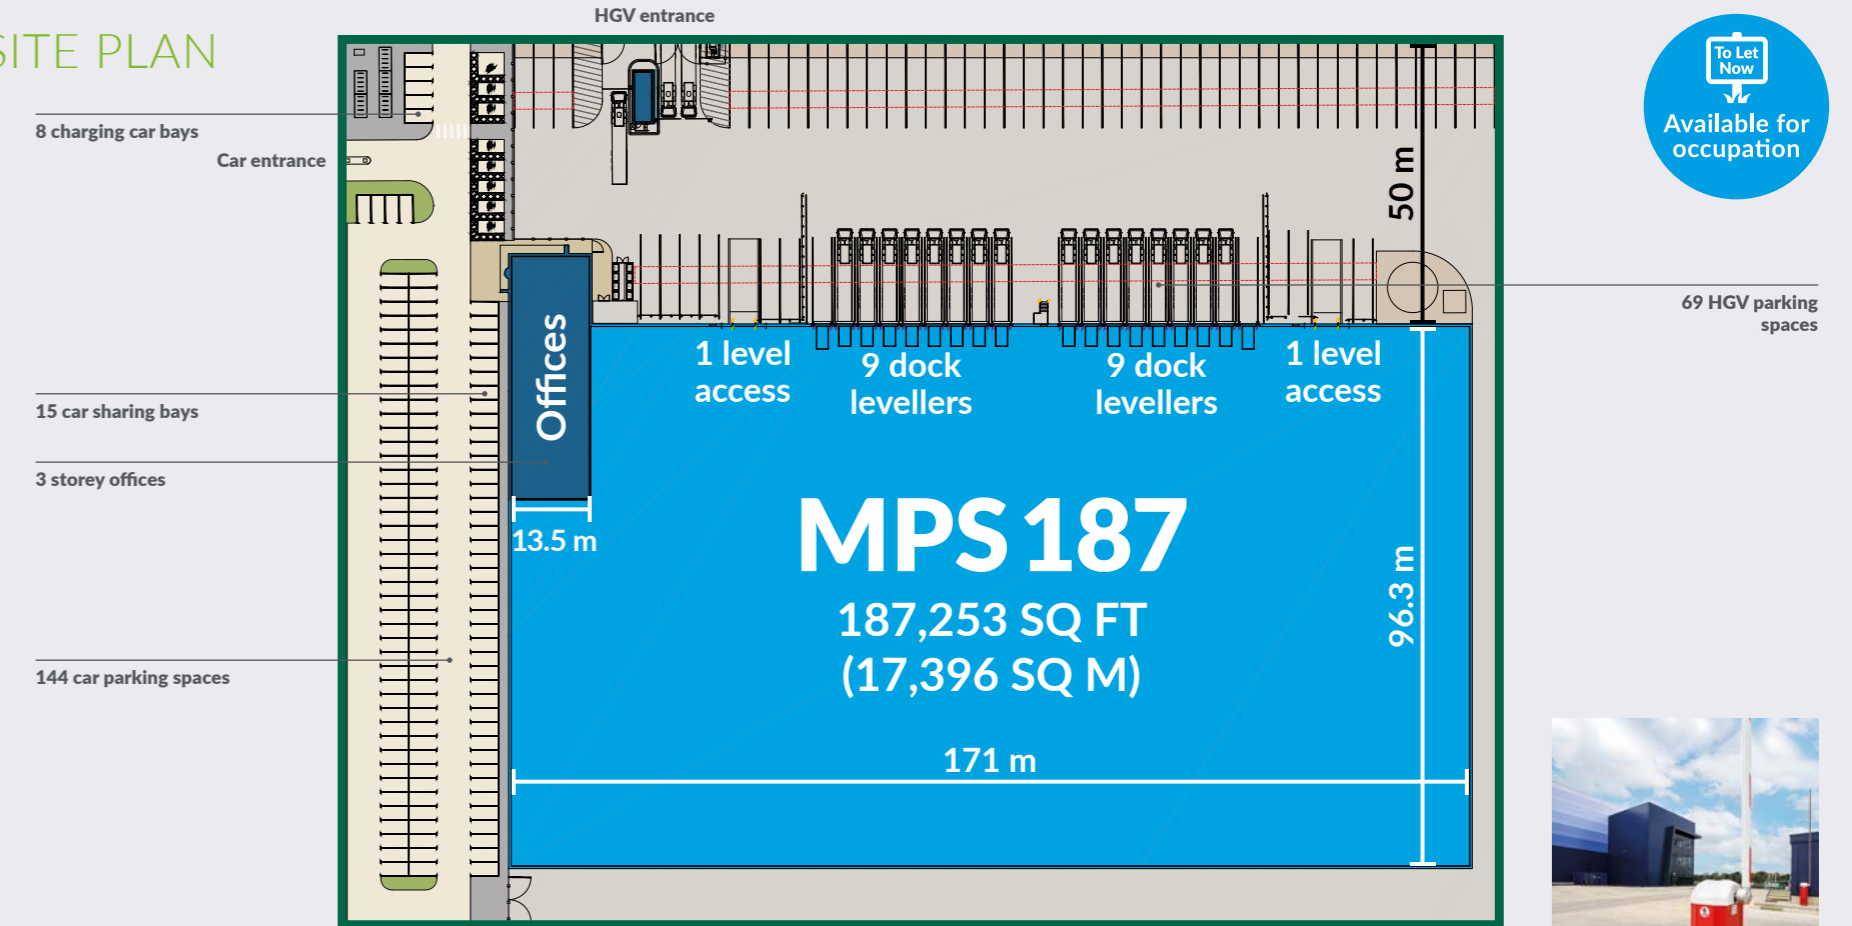 SITE PLAN
HGV entrance
To Let
Now
Available for
occupation
8 charging car bays
Car entrance
50 m
69 HGV parking
spaces
Offices
1 level
access
9 dock
levellers
9 dock
levellers
1 level
access
15 car sharing bays
3 storey offices
13.5 m
MPS 187
187,253 SQ FT
(17,396 SQ M)
96.3 m
144 car parking spaces
171 m